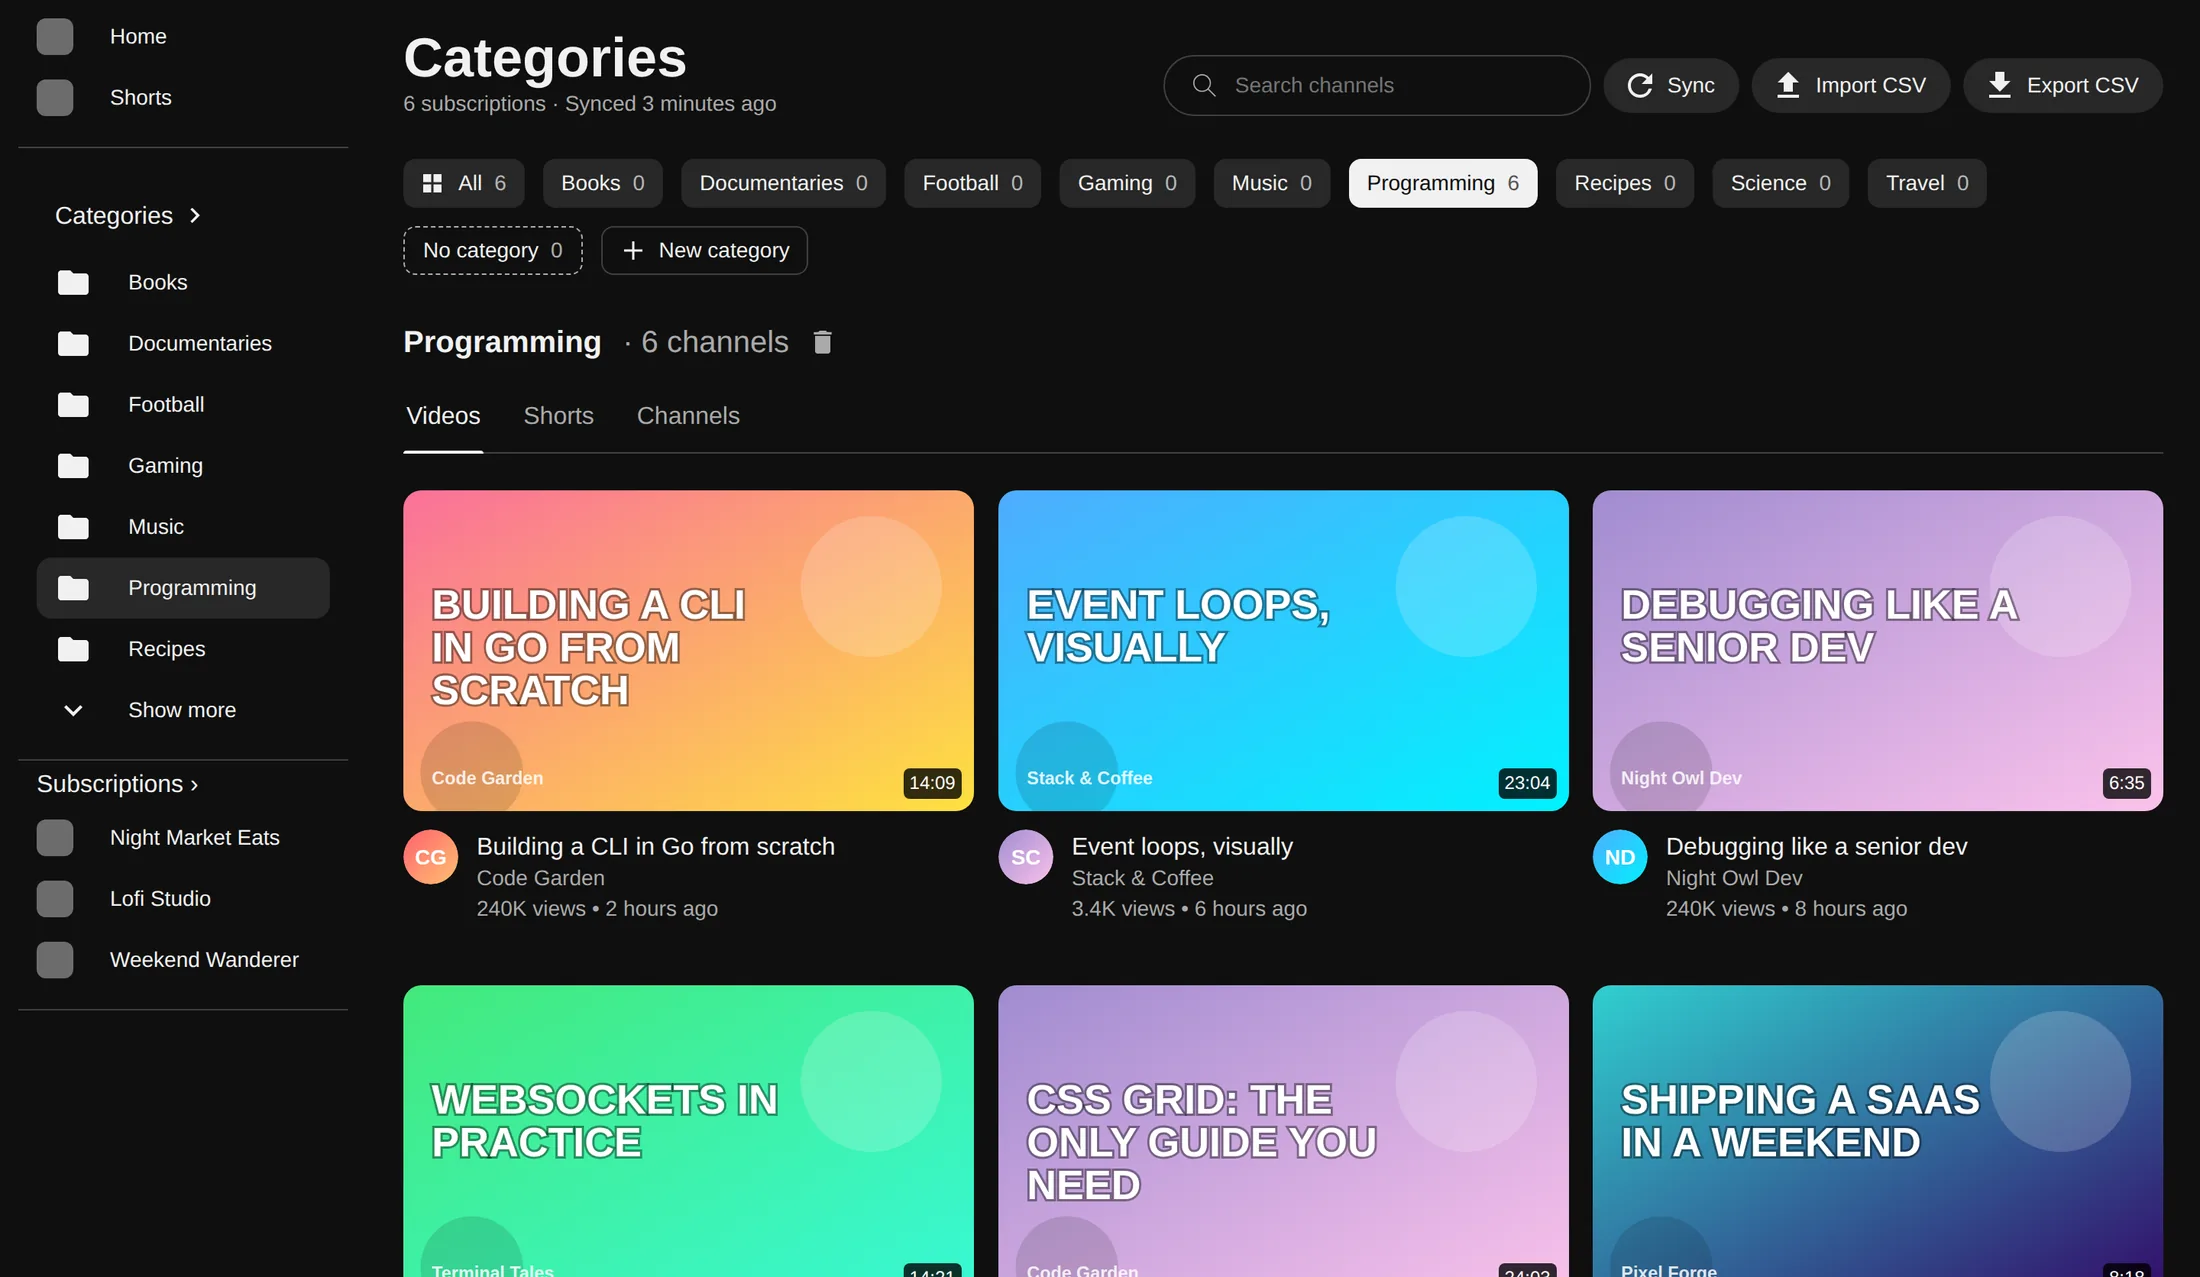 Home
Shorts
Categories
Books
Documentaries
Football
Gaming
Music
Programming
Recipes
Show more
Subscriptions ›
Night Market Eats
Lofi Studio
Weekend Wanderer
Categories
6 subscriptions · Synced 3 minutes ago
Search channels
Sync
Import CSV
Export CSV
All 6
Books 0
Documentaries 0
Football 0
Gaming 0
Music 0
Programming 6
Recipes 0
Science 0
Travel 0
No category 0
New category
Programming · 6 channels
Videos
Shorts
Channels
BUILDING A CLI
IN GO FROM
SCRATCH
Code Garden
14:09
CG
Building a CLI in Go from scratch
Code Garden
240K views • 2 hours ago
EVENT LOOPS,
VISUALLY
Stack & Coffee
23:04
SC
Event loops, visually
Stack & Coffee
3.4K views • 6 hours ago
DEBUGGING LIKE A
SENIOR DEV
Night Owl Dev
6:35
ND
Debugging like a senior dev
Night Owl Dev
240K views • 8 hours ago
WEBSOCKETS IN
PRACTICE
Terminal Tales
14:21
CSS GRID: THE
ONLY GUIDE YOU
NEED
Code Garden
24:03
SHIPPING A SAAS
IN A WEEKEND
Pixel Forge
8:18